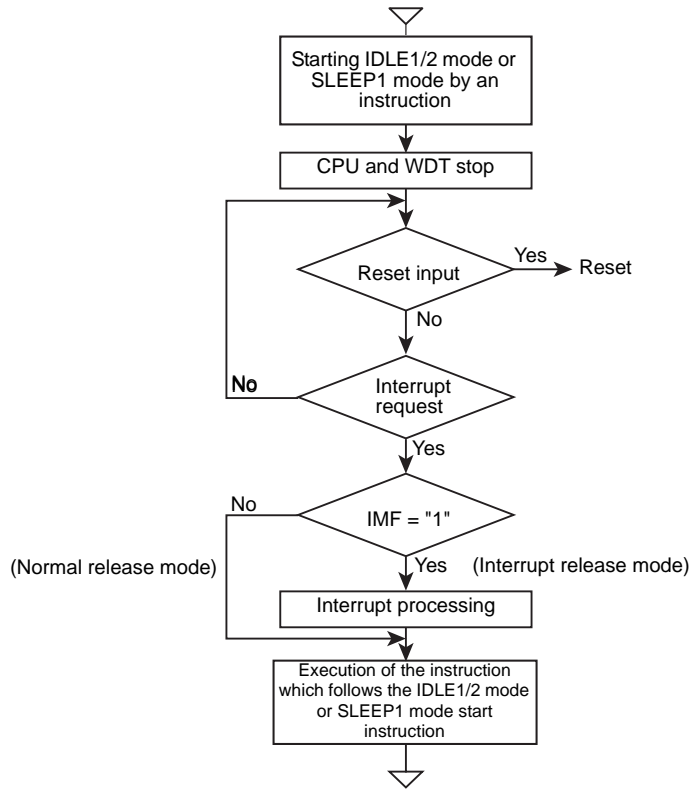 Starting IDLE1/2 mode or
SLEEP1 mode by an
instruction
CPU and WDT stop
Reset input
Yes
Reset
No
Interrupt
request
No
Yes
IMF = "1"
No
(Normal release mode)
Yes
(Interrupt release mode)
Interrupt processing
Execution of the instruction
which follows the IDLE1/2 mode
or SLEEP1 mode start
instruction